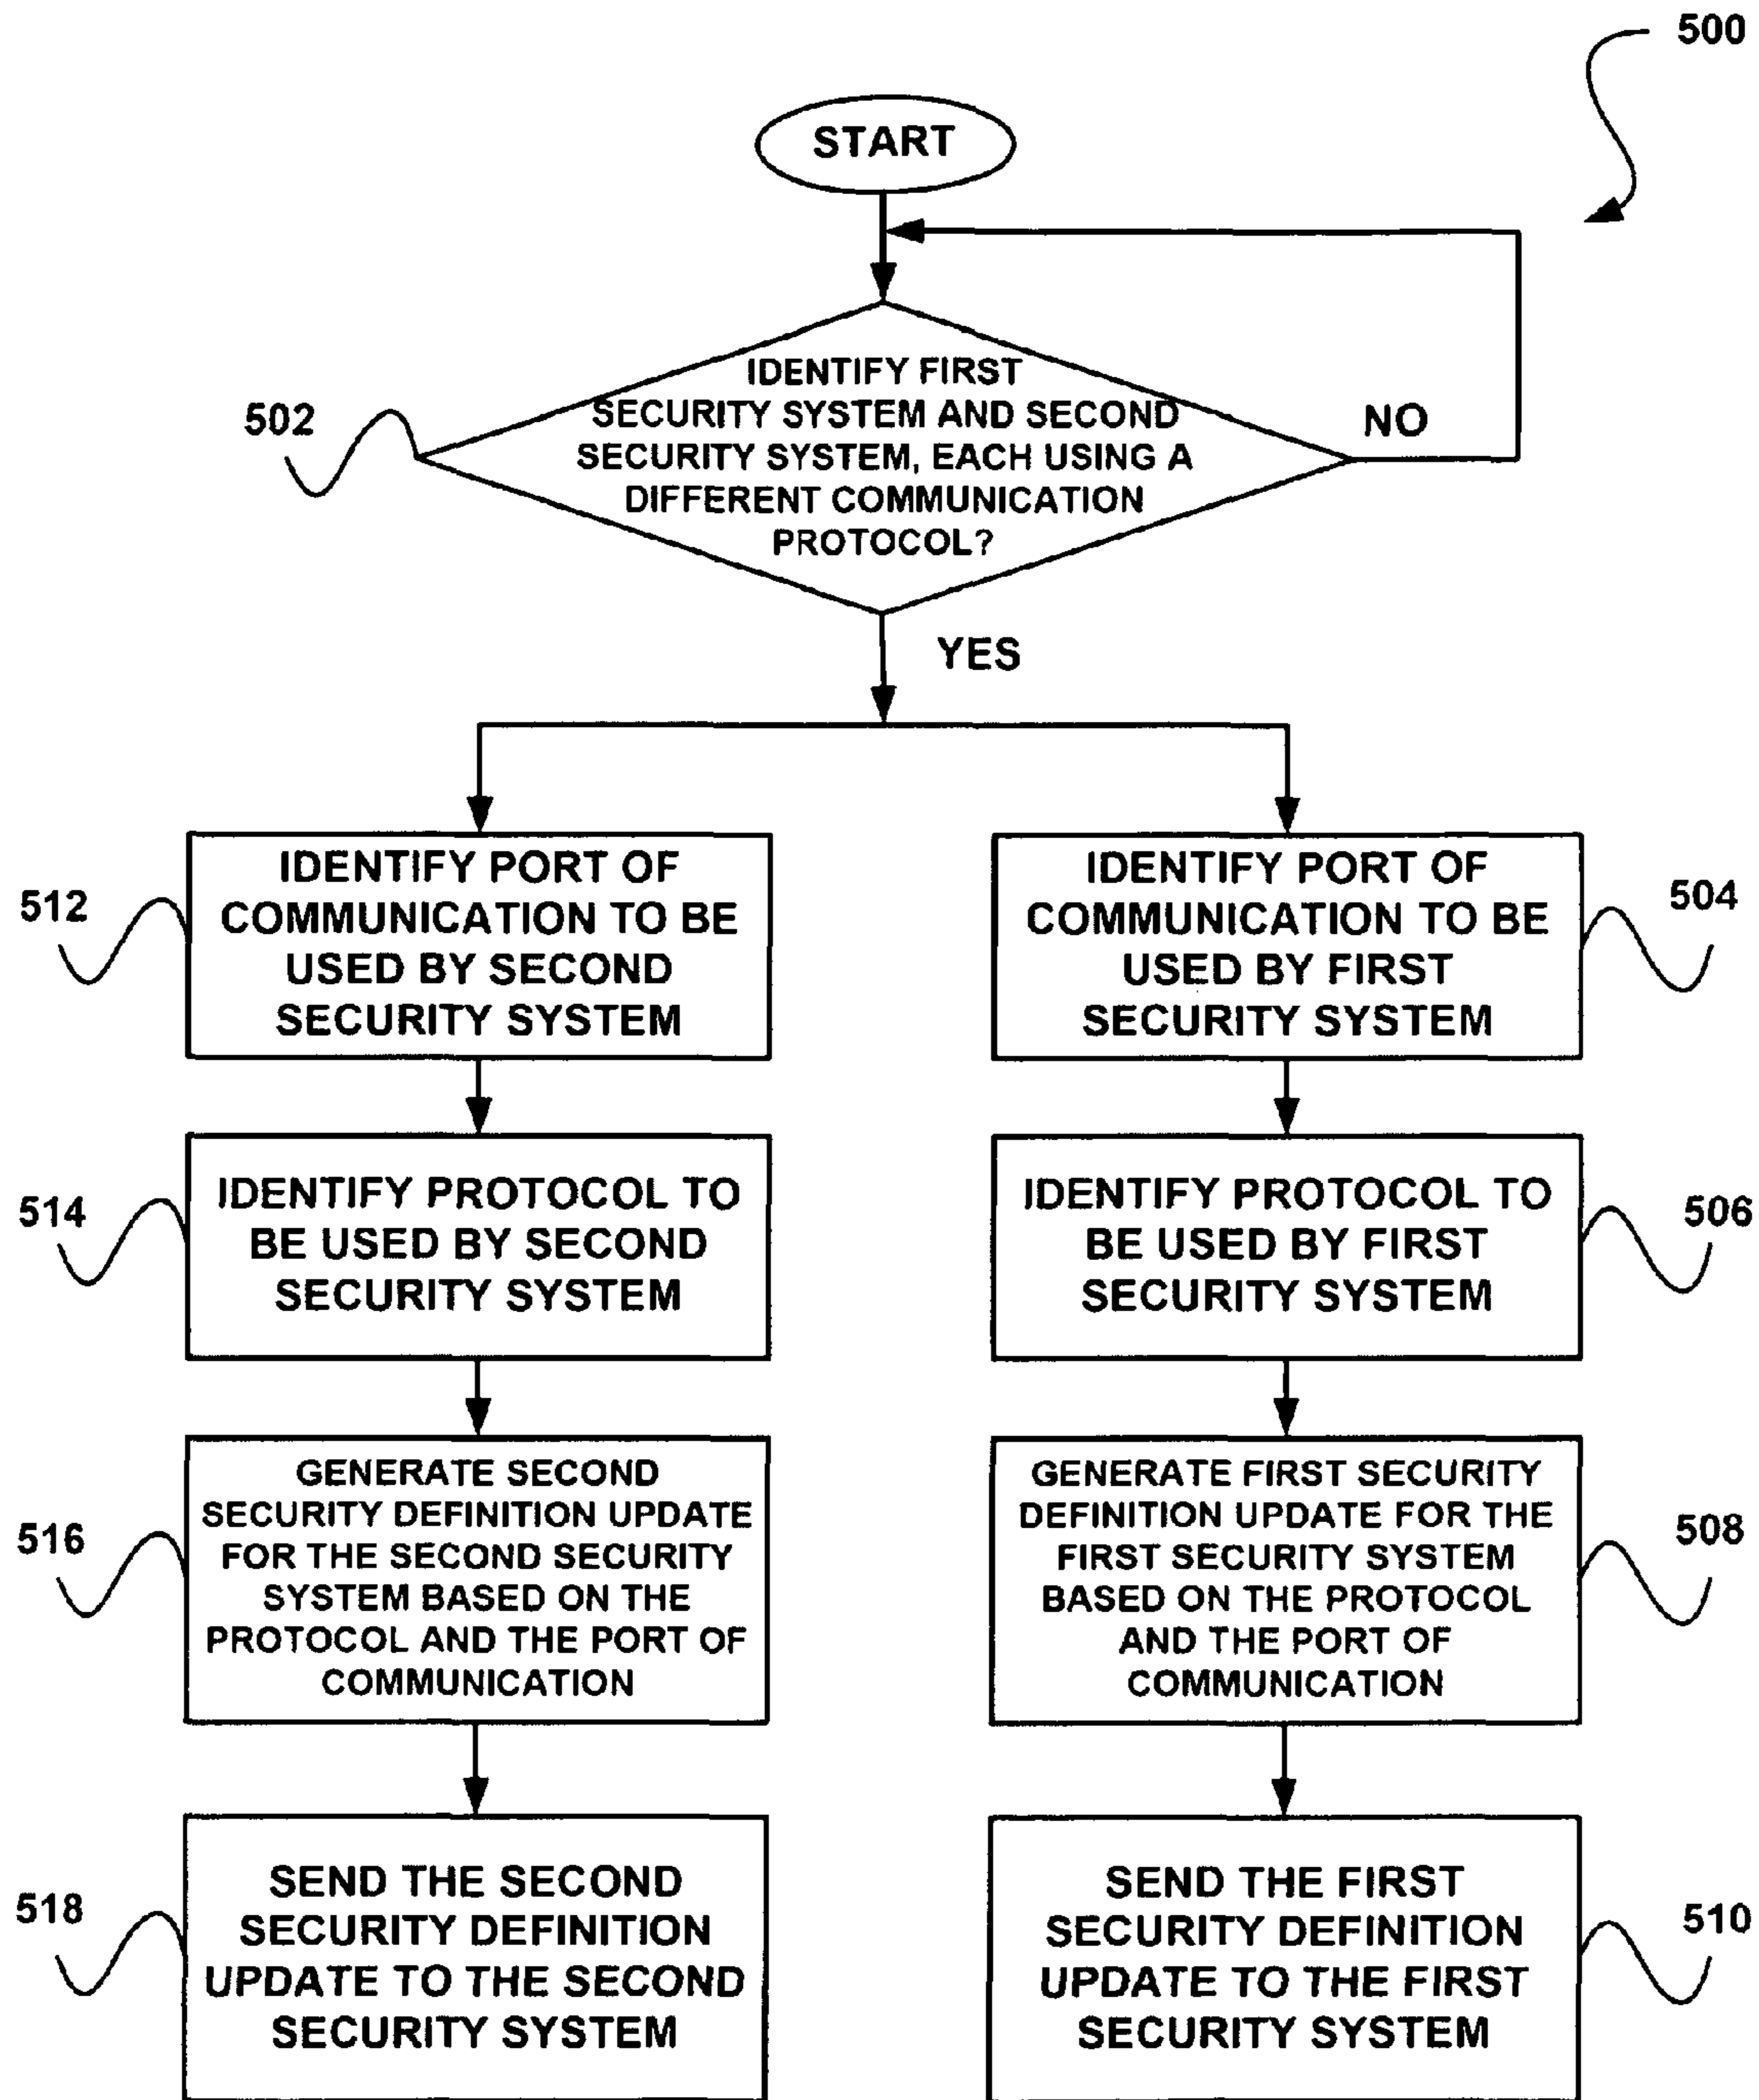 500
START
IDENTIFY FIRST
SECURITY SYSTEM AND SECOND
SECURITY SYSTEM, EACH USING A
DIFFERENT COMMUNICATION
PROTOCOL?
502
NO
YES
512
IDENTIFY PORT OF
COMMUNICATION TO BE
USED BY SECOND
SECURITY SYSTEM
IDENTIFY PORT OF
COMMUNICATION TO BE
USED BY FIRST
SECURITY SYSTEM
504
514
IDENTIFY PROTOCOL TO
BE USED BY SECOND
SECURITY SYSTEM
IDENTIFY PROTOCOL TO
BE USED BY FIRST
SECURITY SYSTEM
506
516
GENERATE SECOND
SECURITY DEFINITION UPDATE
FOR THE SECOND SECURITY
SYSTEM BASED ON THE
PROTOCOL AND THE PORT OF
COMMUNICATION
GENERATE FIRST SECURITY
DEFINITION UPDATE FOR THE
FIRST SECURITY SYSTEM
BASED ON THE PROTOCOL
AND THE PORT OF
COMMUNICATION
508
518
SEND THE SECOND
SECURITY DEFINITION
UPDATE TO THE SECOND
SECURITY SYSTEM
SEND THE FIRST
SECURITY DEFINITION
UPDATE TO THE FIRST
SECURITY SYSTEM
510